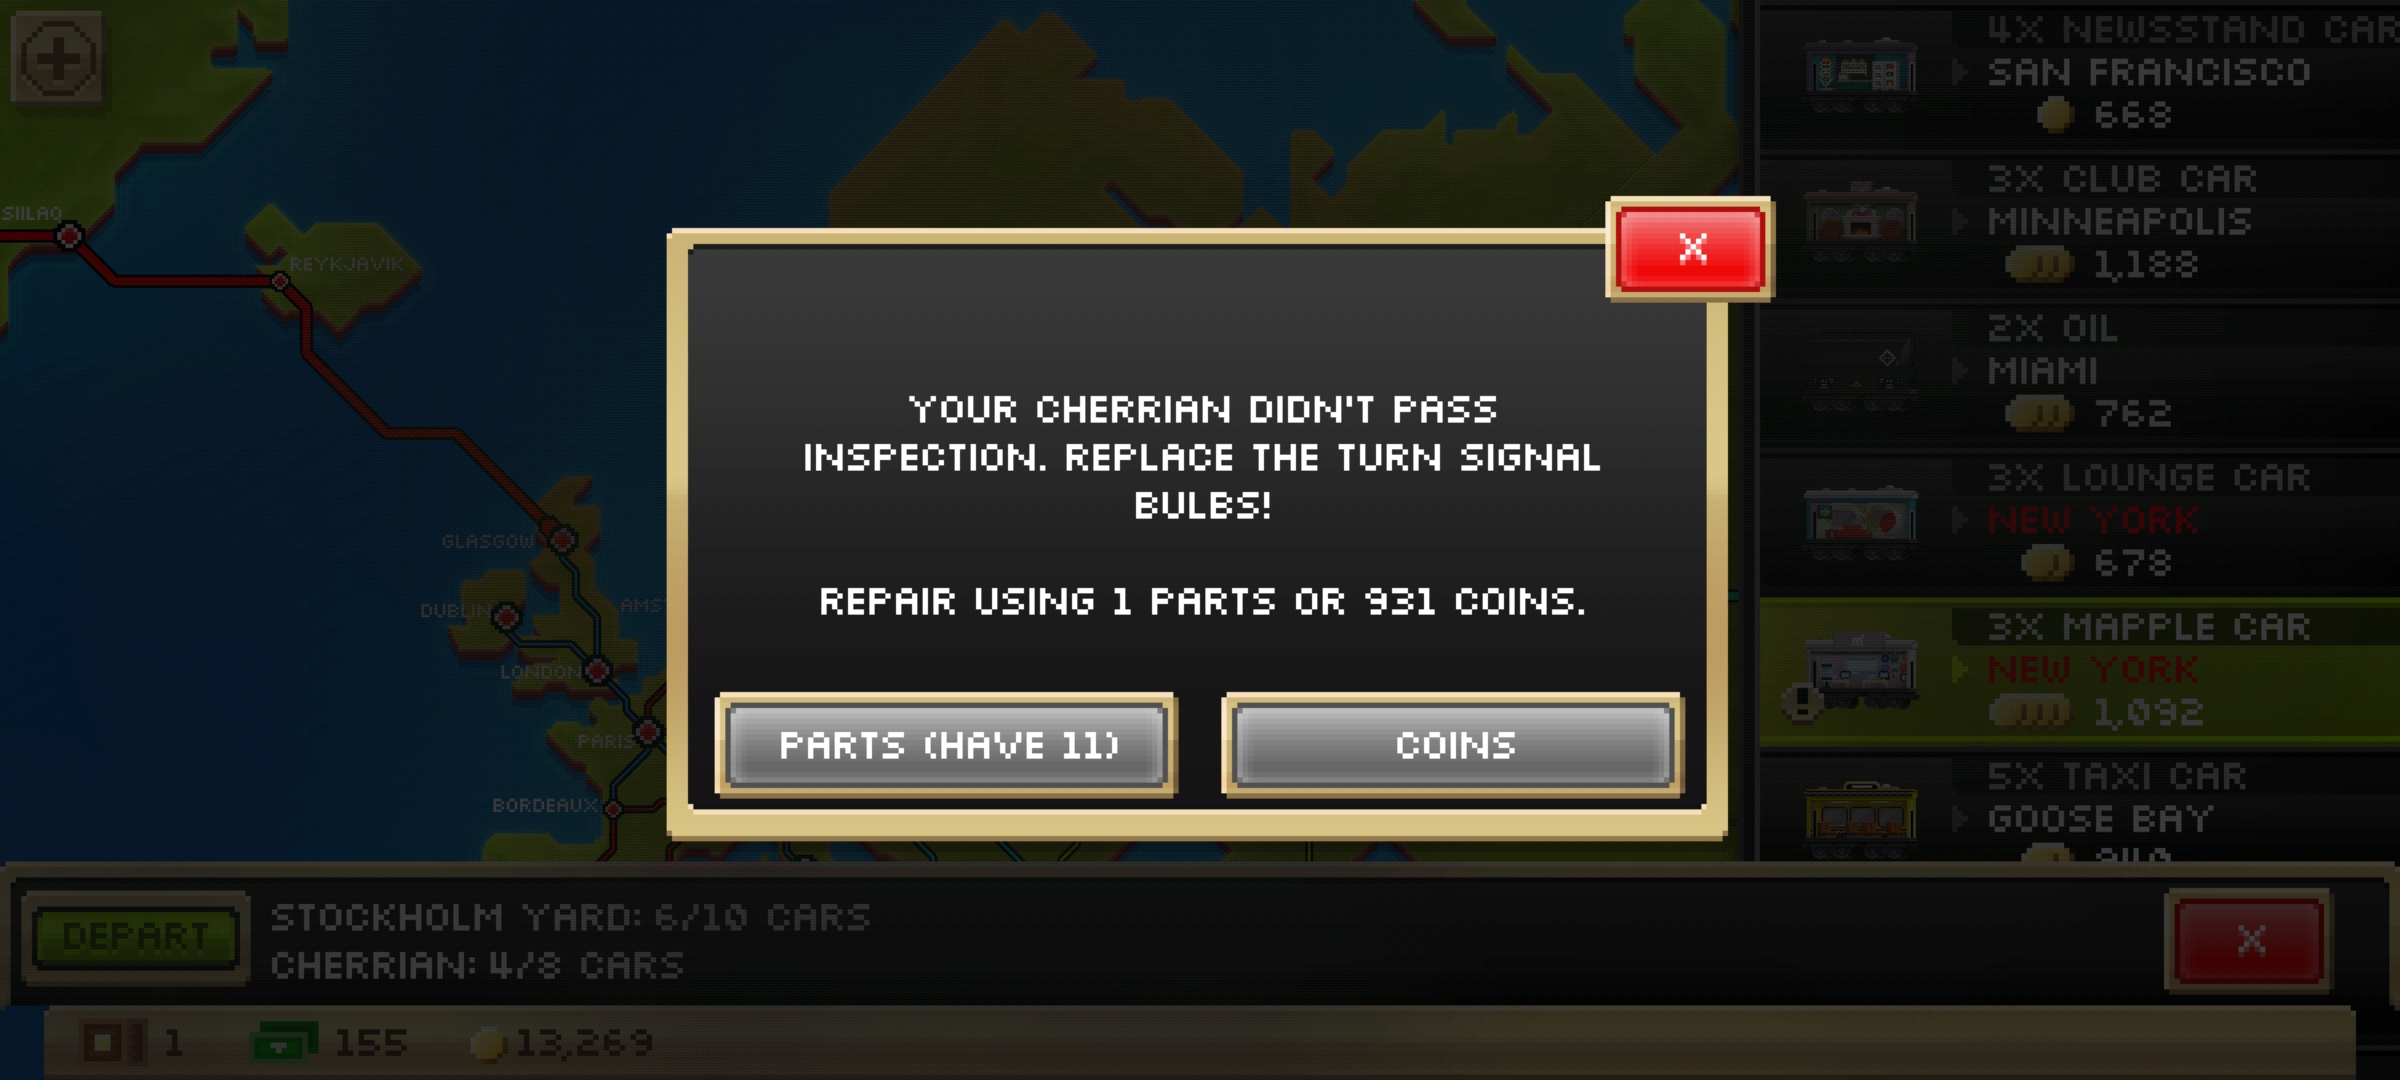 4X NEWSSTAND CAR
SAN FRANCISCO
668
3X CLUB CAR
MINNEAPOLIS
1,188
2X OIL
MIAMI
762
3X LOUNGE CAR
NEW YORK
678
3X MAPPLE CAR
NEW YORK
1,092
5X TAXI CAR
GOOSE BAY
SIILAQ
REYKJAVIK
GLASGOW
DUBLIN
AMS
LONDON
PARIS
BORDEAUX
X
YOUR CHERRIAN DIDN'T PASS
INSPECTION. REPLACE THE TURN SIGNAL
BULBS!
REPAIR USING 1 PARTS OR 931 COINS.
PARTS (HAVE 11)
COINS
DEPART
STOCKHOLM YARD: 6/10 CARS
CHERRIAN: 4/8 CARS
X
1
155
13,269